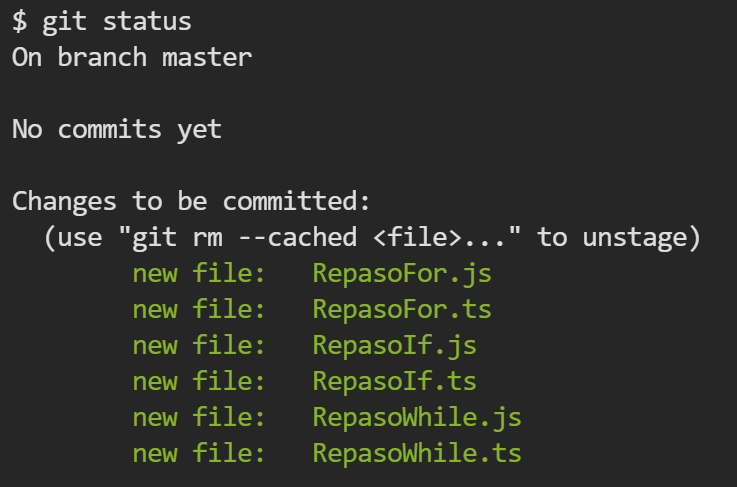 $ git status
On branch master
No commits yet
Changes to be committed:
(use "git rm --cached <file>..." to unstage)
new file: RepasoFor.js
new file: RepasoFor.ts
new file: RepasoIf.js
new file: RepasoIf.ts
new file: RepasoWhile.js
new file: RepasoWhile.ts